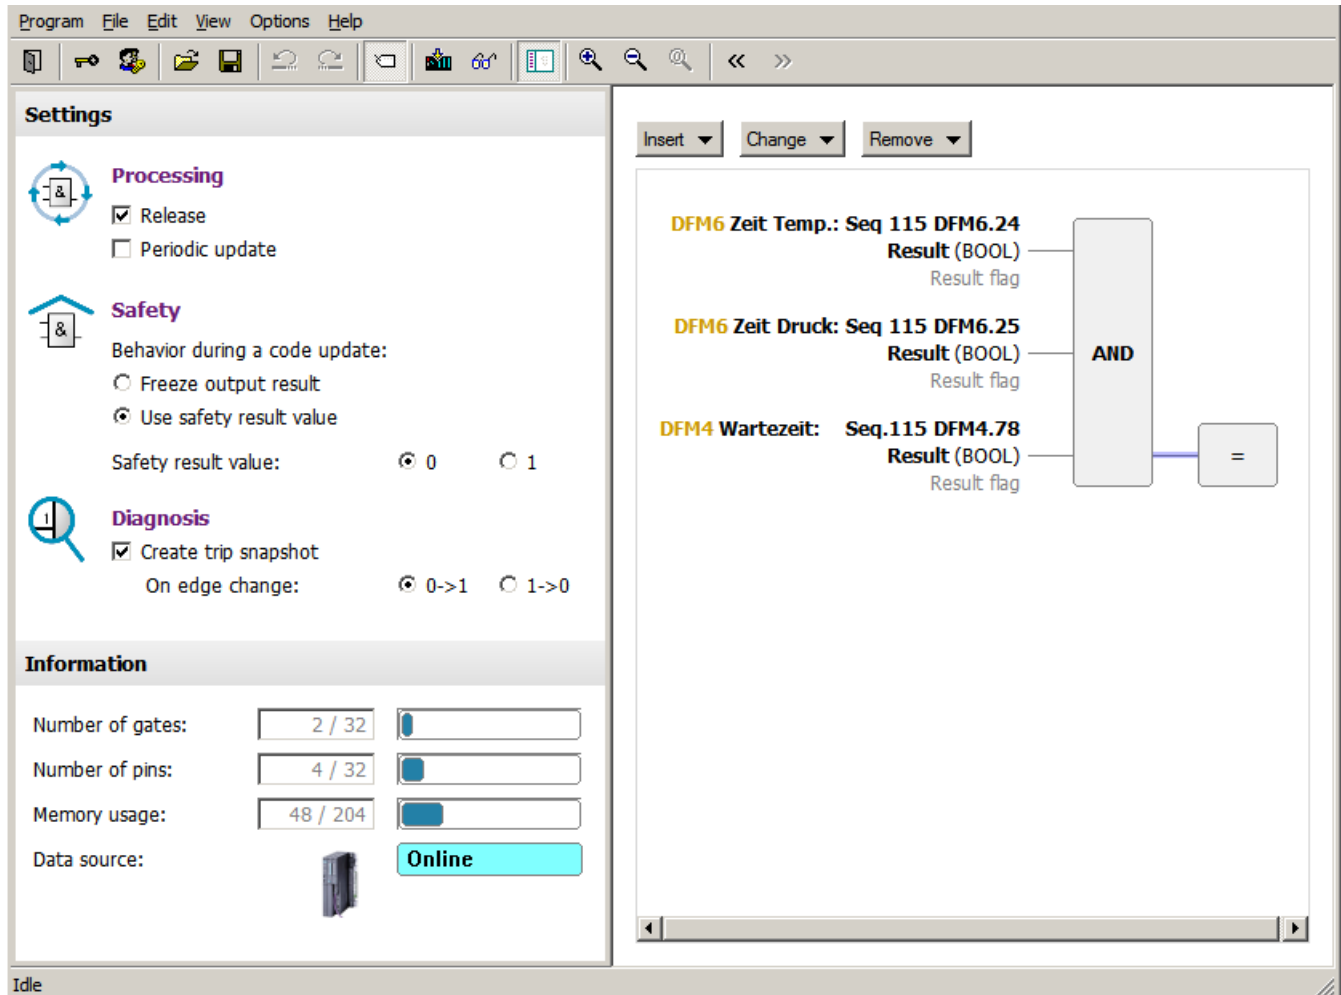 Program File Edit View Options Help
Settings
Processing
Release
Periodic update
Safety
Behavior during a code update:
Freeze output result
Use safety result value
Safety result value: 0 1
Diagnosis
Create trip snapshot
On edge change: 0->1 1->0
Information
Number of gates: 2 / 32
Number of pins: 4 / 32
Memory usage: 48 / 204
Data source: Online
Insert Change Remove
DFM6 Zeit Temp.: Seq 115 DFM6.24
Result (BOOL)
Result flag
DFM6 Zeit Druck: Seq 115 DFM6.25
Result (BOOL)
Result flag
DFM4 Wartezeit: Seq.115 DFM4.78
Result (BOOL)
Result flag
AND
=
&
&
1
Idle